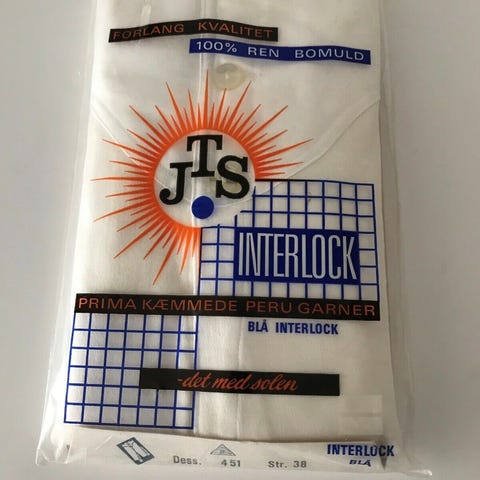 FORLANG KVALITET
100% REN BOMULD
JTS
INTERLOCK
PRIMA KÆMMEDE PERU GARNER
BLÅ INTERLOCK
-det med solen
Dess. 451 Str. 38
INTERLOCK
BLÅ